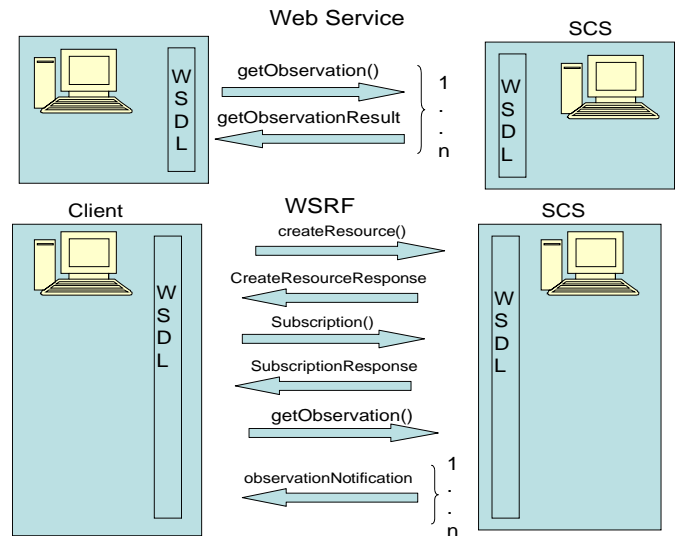 Web Service
SCS
W
S
D
L
getObservation()
getObservationResult
1
.
.
n
W
S
D
L
Client
WSRF
SCS
W
S
D
L
createResource()
CreateResourceResponse
Subscription()
SubscriptionResponse
getObservation()
observationNotification
1
.
.
n
W
S
D
L